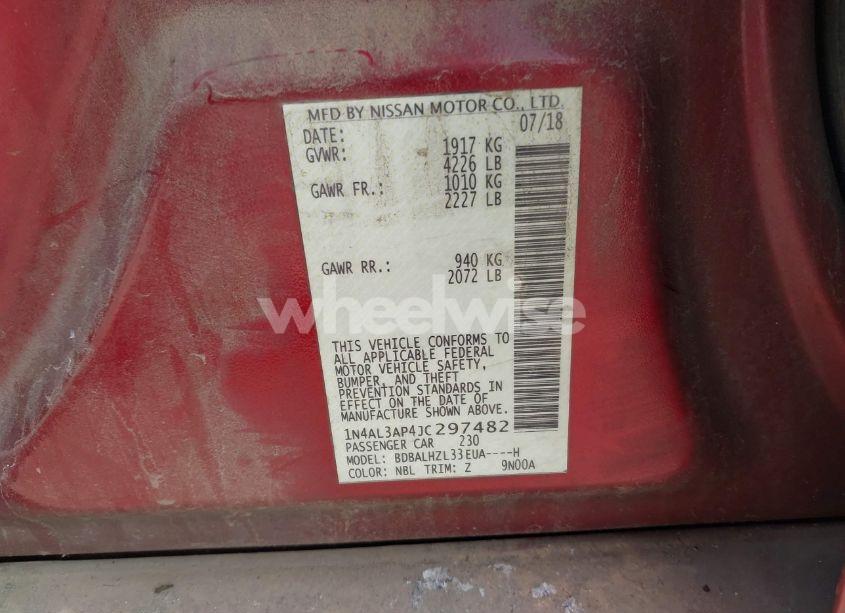 MFD BY NISSAN MOTOR CO., LTD.
DATE: 07/18
GVWR: 1917 KG
4226 LB
GAWR FR.: 1010 KG
2227 LB
GAWR RR.: 940 KG
2072 LB
wheelwise
THIS VEHICLE CONFORMS TO
ALL APPLICABLE FEDERAL
MOTOR VEHICLE SAFETY,
BUMPER, AND THEFT
PREVENTION STANDARDS IN
EFFECT ON THE DATE OF
MANUFACTURE SHOWN ABOVE.
1N4AL3AP4JC297482
PASSENGER CAR 230
MODEL: BDBALHZL33EUA----H
COLOR: NBL TRIM: Z 9N00A